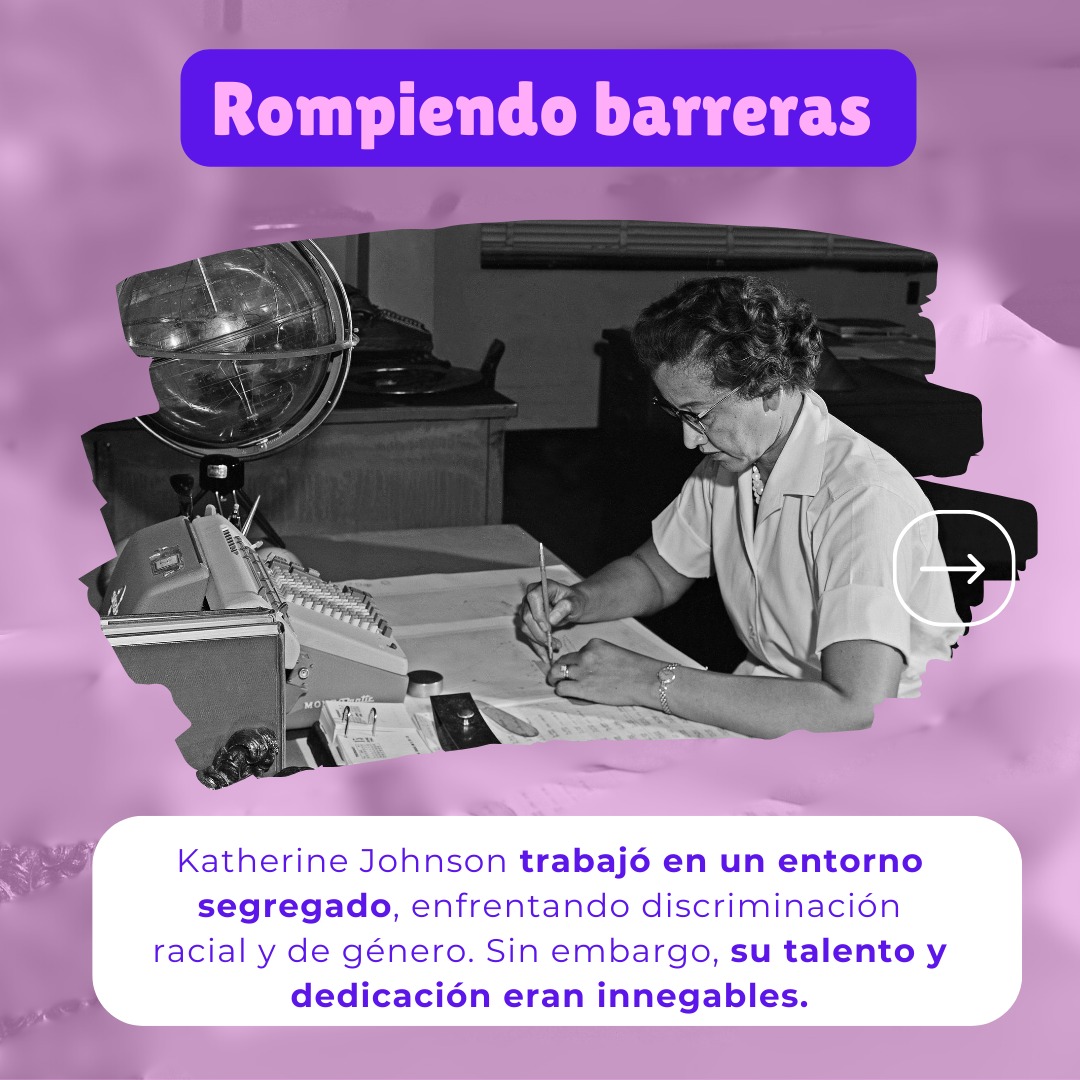 Rompiendo barreras
Katherine Johnson trabajó en un entorno
segregado, enfrentando discriminación
racial y de género. Sin embargo, su talento y
dedicación eran innegables.